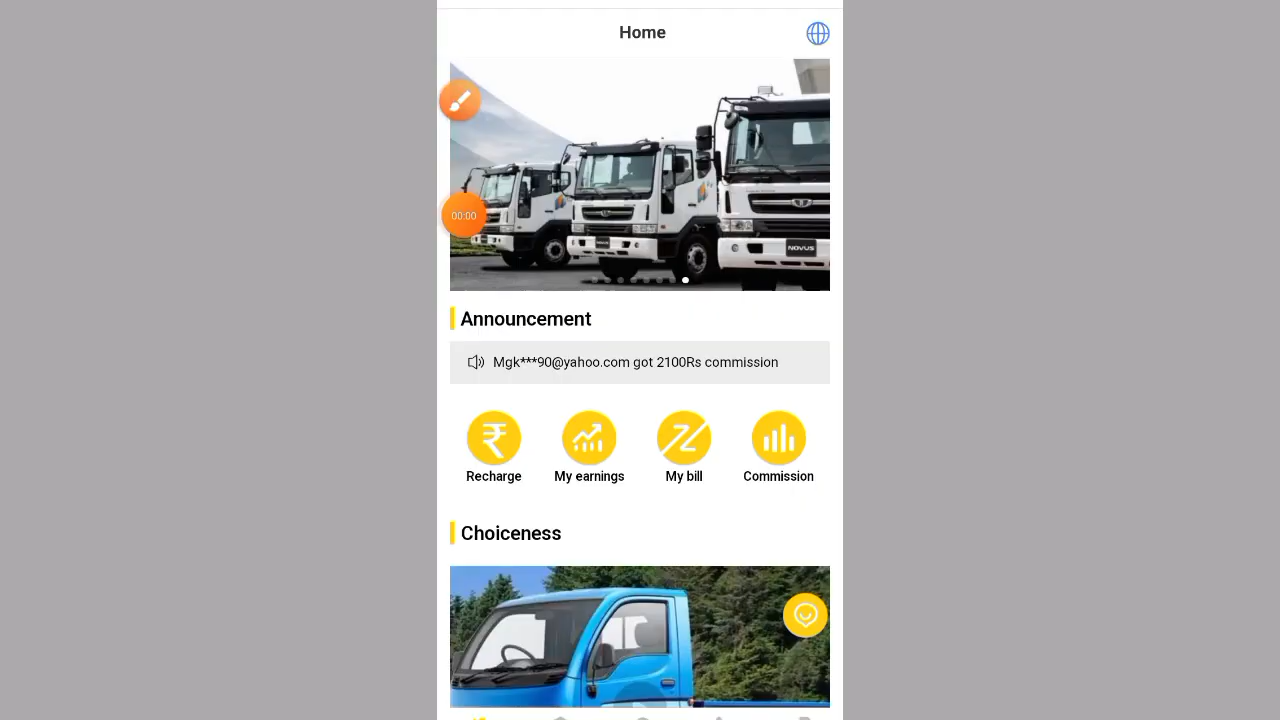 Home
NOVUS
00:00
Announcement
Mgk***90@yahoo.com got 2100Rs commission
Recharge
My earnings
My bill
Commission
Choiceness